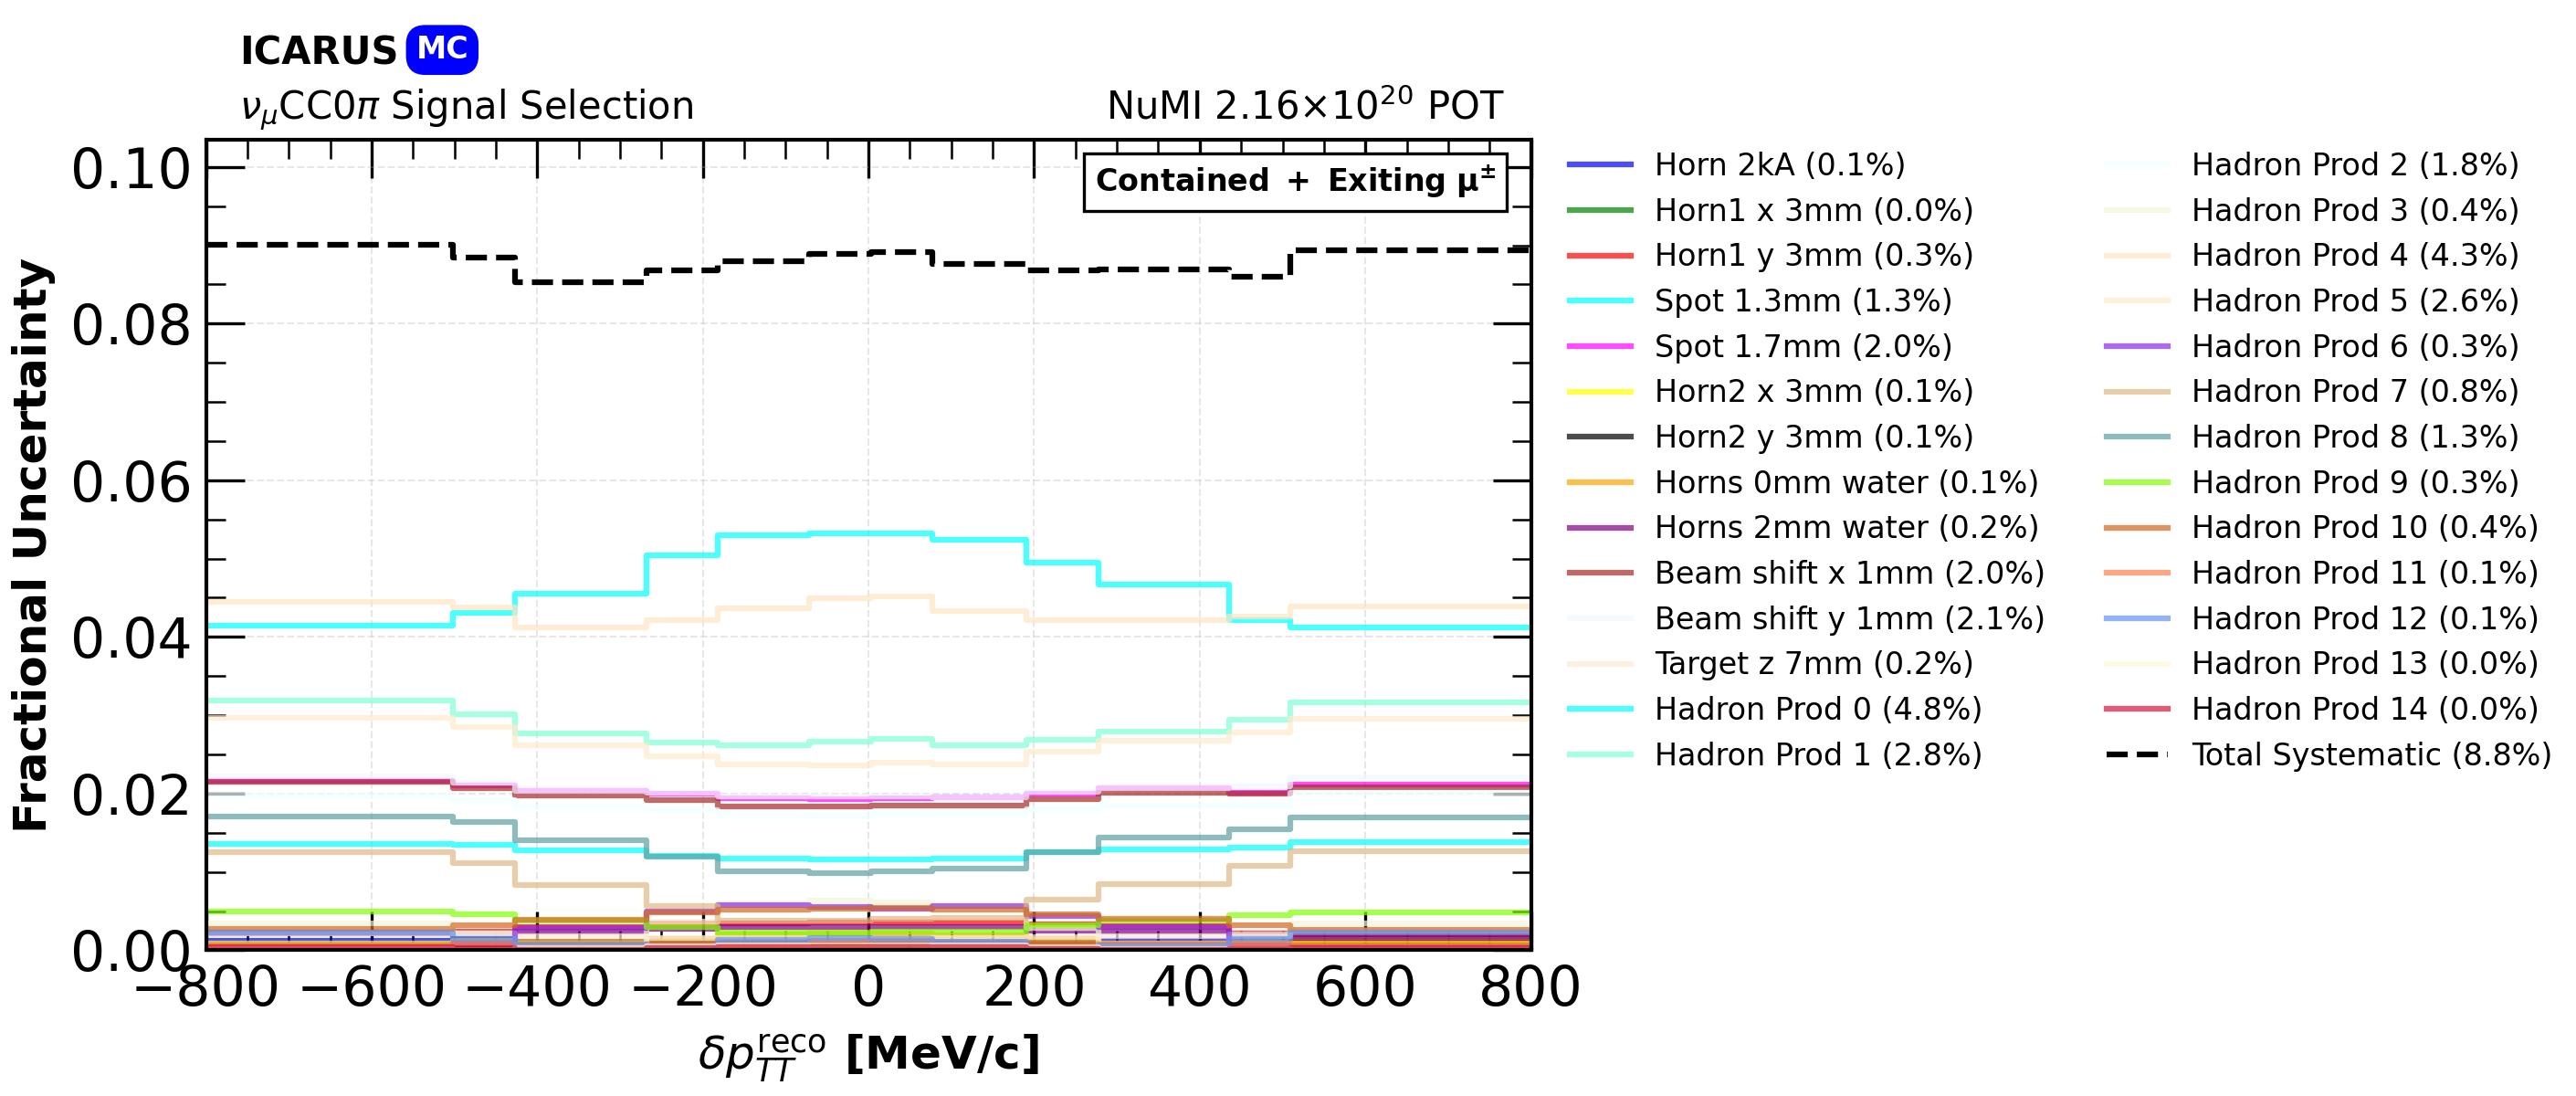 ICARUS MC
νμCC0π Signal Selection
NuMI 2.16×10²⁰ POT
Contained + Exiting μ±
Fractional Uncertainty
0.10
0.08
0.06
0.04
0.02
0.00
−800 −600 −400 −200 0 200 400 600 800
δp_TT^reco [MeV/c]
Horn 2kA (0.1%)
Horn1 x 3mm (0.0%)
Horn1 y 3mm (0.3%)
Spot 1.3mm (1.3%)
Spot 1.7mm (2.0%)
Horn2 x 3mm (0.1%)
Horn2 y 3mm (0.1%)
Horns 0mm water (0.1%)
Horns 2mm water (0.2%)
Beam shift x 1mm (2.0%)
Beam shift y 1mm (2.1%)
Target z 7mm (0.2%)
Hadron Prod 0 (4.8%)
Hadron Prod 1 (2.8%)
Hadron Prod 2 (1.8%)
Hadron Prod 3 (0.4%)
Hadron Prod 4 (4.3%)
Hadron Prod 5 (2.6%)
Hadron Prod 6 (0.3%)
Hadron Prod 7 (0.8%)
Hadron Prod 8 (1.3%)
Hadron Prod 9 (0.3%)
Hadron Prod 10 (0.4%)
Hadron Prod 11 (0.1%)
Hadron Prod 12 (0.1%)
Hadron Prod 13 (0.0%)
Hadron Prod 14 (0.0%)
Total Systematic (8.8%)